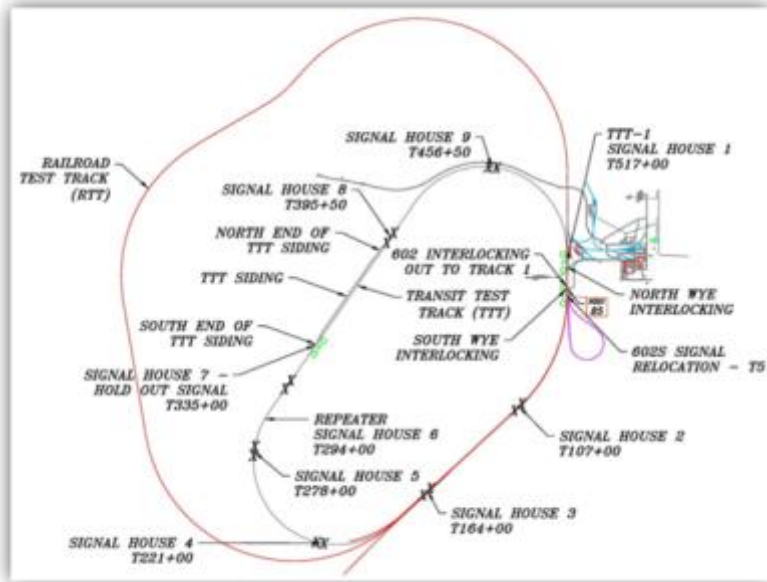 SIGNAL HOUSE 9
T456+50
TTT-1
SIGNAL HOUSE 1
T517+00
RAILROAD
TEST TRACK
(RTT)
SIGNAL HOUSE 8
T395+50
NORTH END OF
TTT SIDING
602 INTERLOCKING
OUT TO TRACK 1
TTT SIDING
TRANSIT TEST
TRACK (TTT)
NORTH WYE
INTERLOCKING
SOUTH END OF
TTT SIDING
SOUTH WYE
INTERLOCKING
602S SIGNAL
RELOCATION - T5
SIGNAL HOUSE 7 -
HOLD OUT SIGNAL
T335+00
REPEATER
SIGNAL HOUSE 6
T294+00
SIGNAL HOUSE 2
T107+00
SIGNAL HOUSE 5
T278+00
SIGNAL HOUSE 3
T164+00
SIGNAL HOUSE 4
T221+00